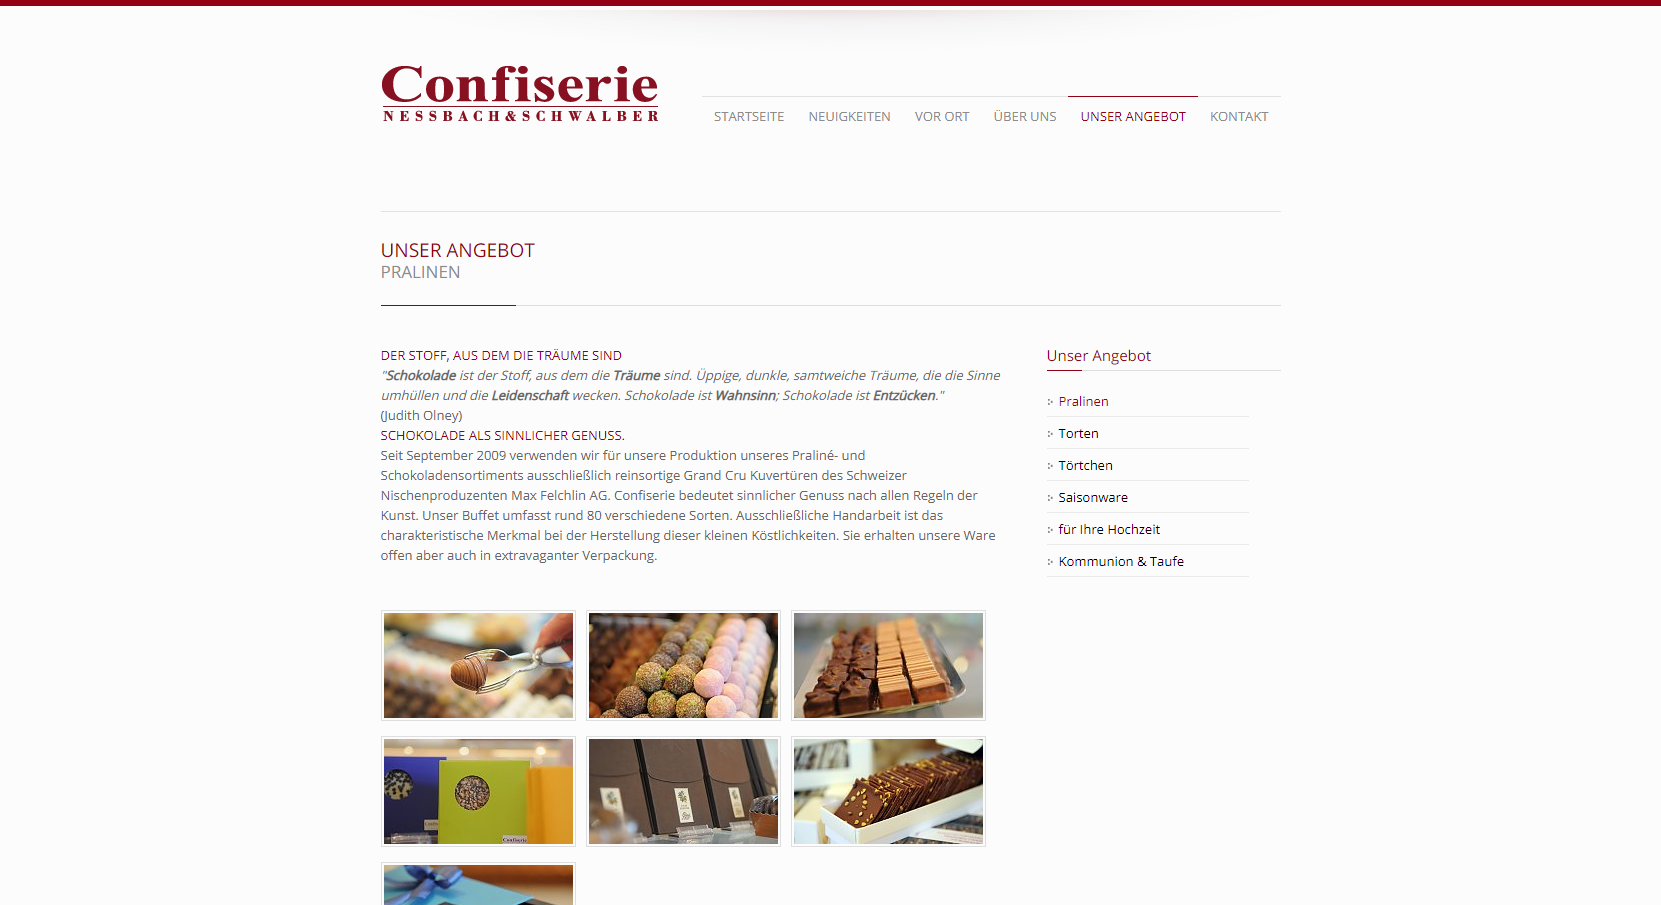 Confiserie
NESSBACH&SCHWALBER
STARTSEITE NEUIGKEITEN VOR ORT ÜBER UNS UNSER ANGEBOT KONTAKT
UNSER ANGEBOT
PRALINEN
DER STOFF, AUS DEM DIE TRÄUME SIND
"Schokolade ist der Stoff, aus dem die Träume sind. Üppige, dunkle, samtweiche Träume, die die Sinne
umhüllen und die Leidenschaft wecken. Schokolade ist Wahnsinn; Schokolade ist Entzücken."
(Judith Olney)
SCHOKOLADE ALS SINNLICHER GENUSS.
Seit September 2009 verwenden wir für unsere Produktion unseres Praliné- und
Schokoladensortiments ausschließlich reinsortige Grand Cru Kuvertüren des Schweizer
Nischenproduzenten Max Felchlin AG. Confiserie bedeutet sinnlicher Genuss nach allen Regeln der
Kunst. Unser Buffet umfasst rund 80 verschiedene Sorten. Ausschließliche Handarbeit ist das
charakteristische Merkmal bei der Herstellung dieser kleinen Köstlichkeiten. Sie erhalten unsere Ware
offen aber auch in extravaganter Verpackung.
Unser Angebot
Pralinen
Torten
Törtchen
Saisonware
für Ihre Hochzeit
Kommunion & Taufe
Confiserie